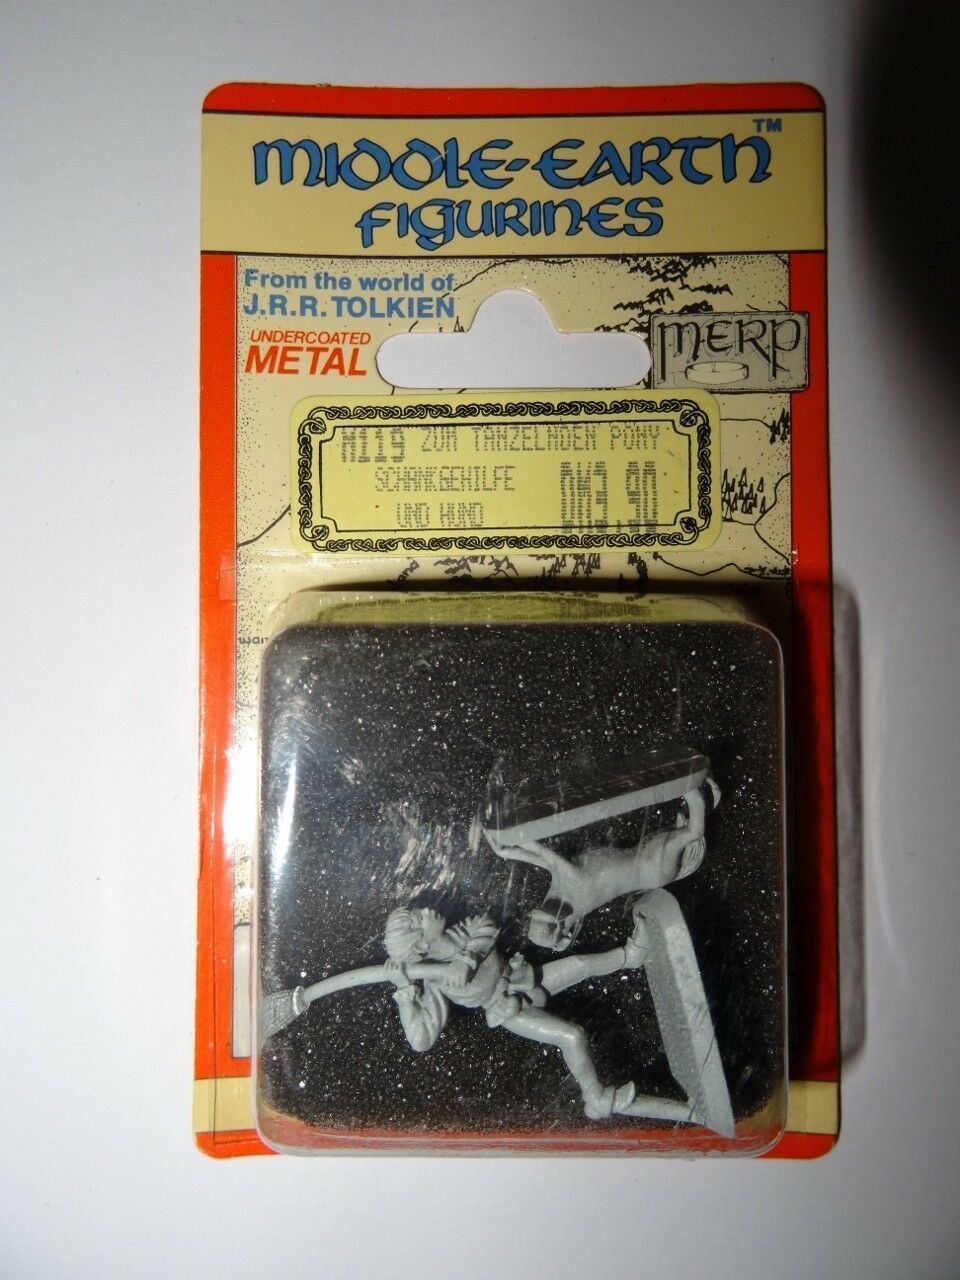 MIDDLE-EARTH™
FIGURINES
From the world of
J.R.R. TOLKIEN
UNDERCOATED
METAL
MERP
M119 ZUM TANZELNDEN PONY
SCHANKGEHILFE
UND HUND